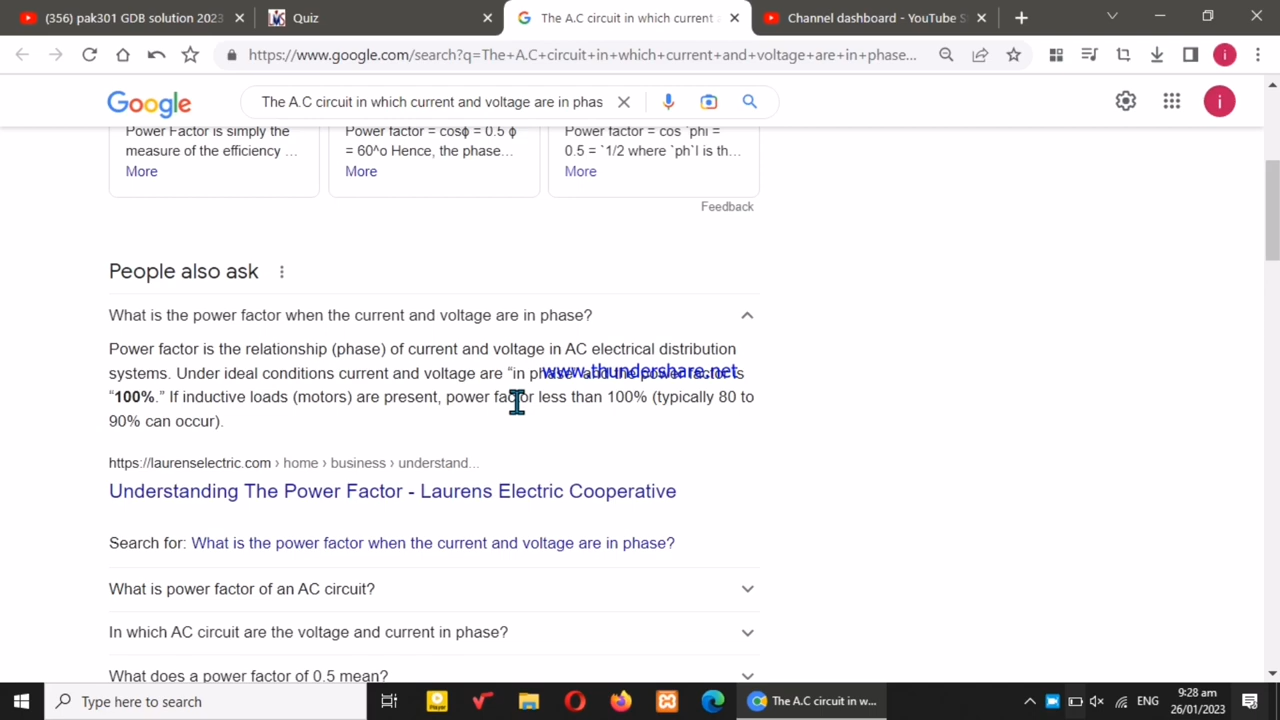 (356) pak301 GDB solution 2023
Quiz
The A.C circuit in which current a
Channel dashboard - YouTube S
https://www.google.com/search?q=The+A.C+circuit+in+which+current+and+voltage+are+in+phase...
i
Google
The A.C circuit in which current and voltage are in phas
i
Power Factor is simply the
measure of the efficiency ...
More
Power factor = cosϕ = 0.5 ϕ
= 60^o Hence, the phase...
More
Power factor = cos `phi =
0.5 = `1/2 where `ph`I is th...
More
Feedback
People also ask
What is the power factor when the current and voltage are in phase?
Power factor is the relationship (phase) of current and voltage in AC electrical distribution
systems. Under ideal conditions current and voltage are “in phase” and the power factor is
www.thundershare.net
“100%.” If inductive loads (motors) are present, power factor less than 100% (typically 80 to
90% can occur).
https://laurenselectric.com › home › business › understand...
Understanding The Power Factor - Laurens Electric Cooperative
Search for: What is the power factor when the current and voltage are in phase?
What is power factor of an AC circuit?
In which AC circuit are the voltage and current in phase?
What does a power factor of 0.5 mean?
Type here to search
Player
The A.C circuit in w...
ENG
9:28 am
26/01/2023